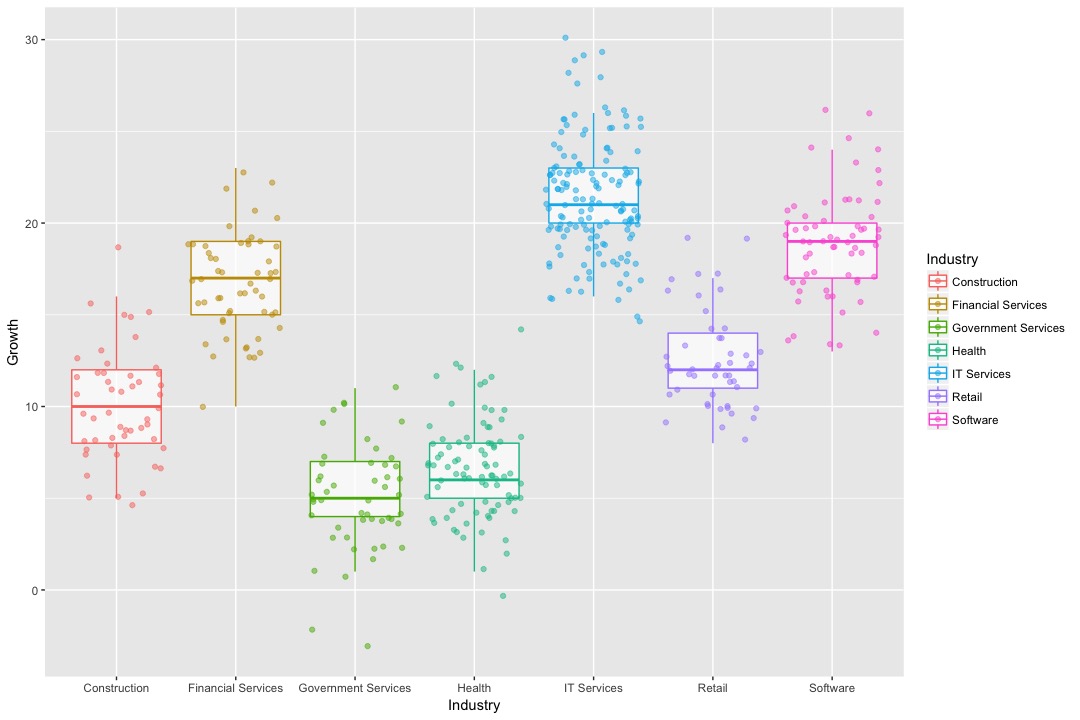 30
20
10
0
Growth
Construction
Financial Services
Government Services
Health
IT Services
Retail
Software
Industry
Industry
Construction
Financial Services
Government Services
Health
IT Services
Retail
Software